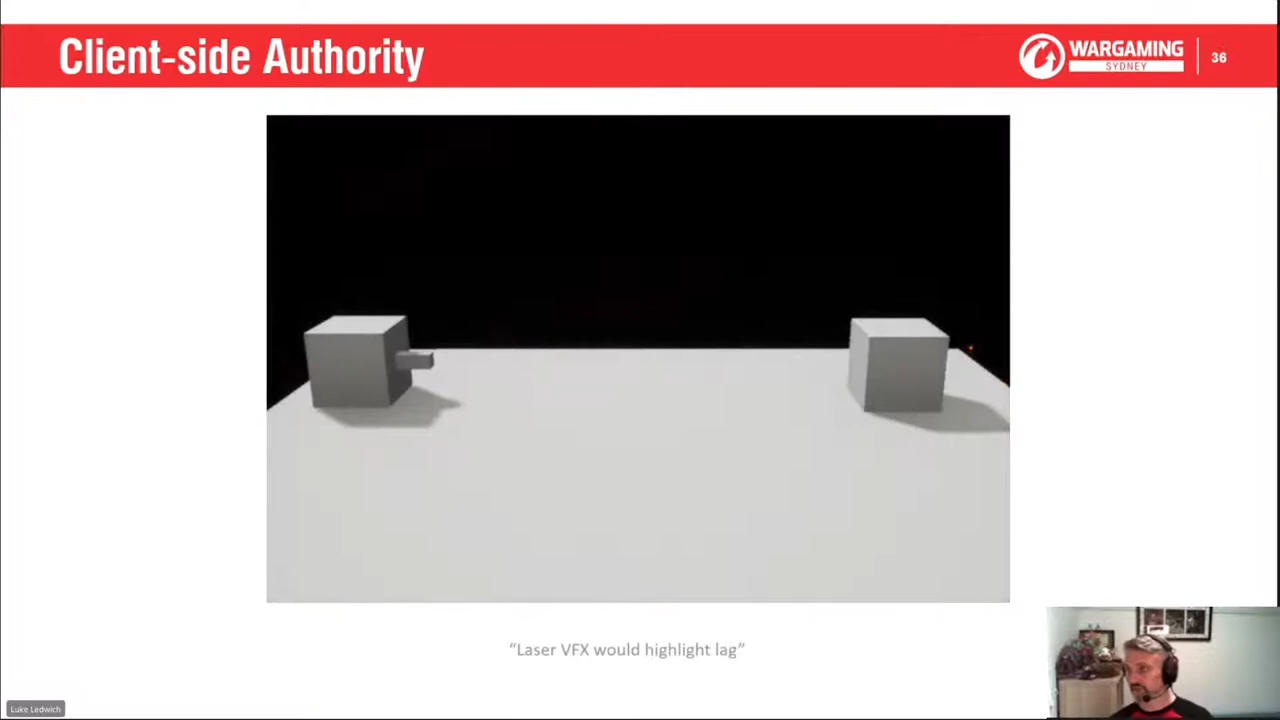 Client-side Authority
WARGAMING
SYDNEY
36
“Laser VFX would highlight lag”
Luke Ledwich